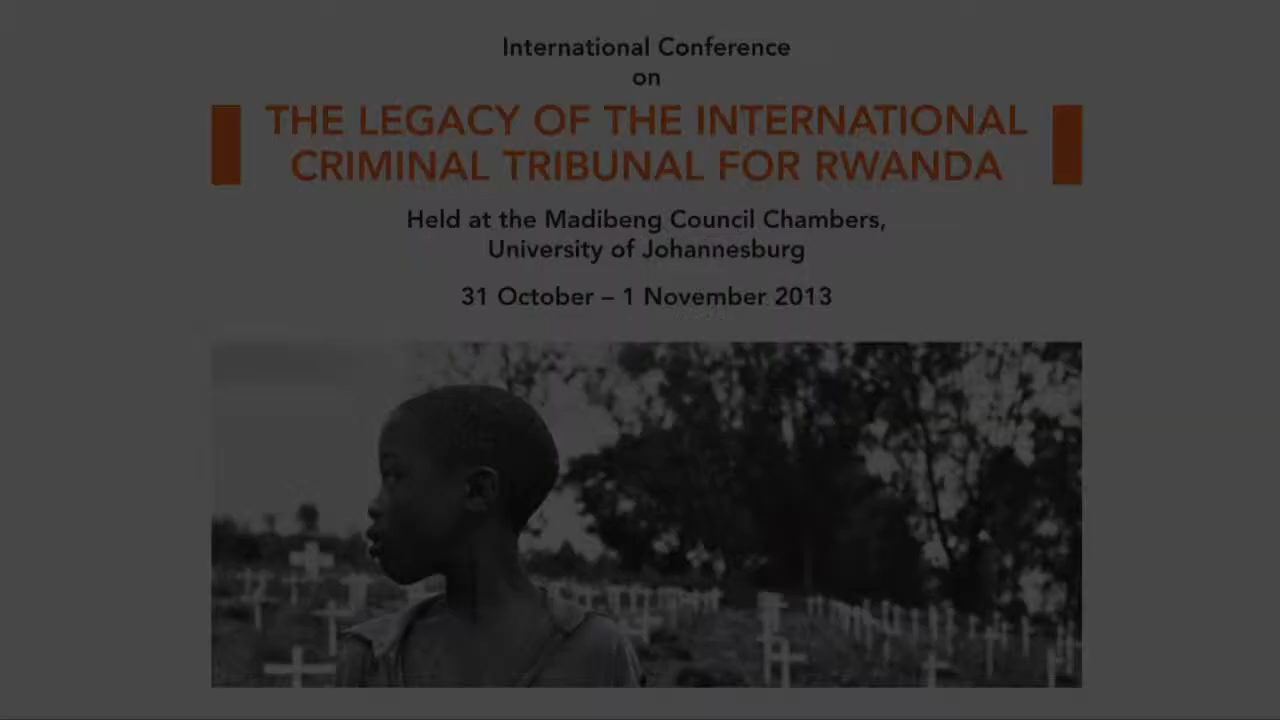 International Conference
on
THE LEGACY OF THE INTERNATIONAL
CRIMINAL TRIBUNAL FOR RWANDA
Held at the Madibeng Council Chambers,
University of Johannesburg
31 October – 1 November 2013